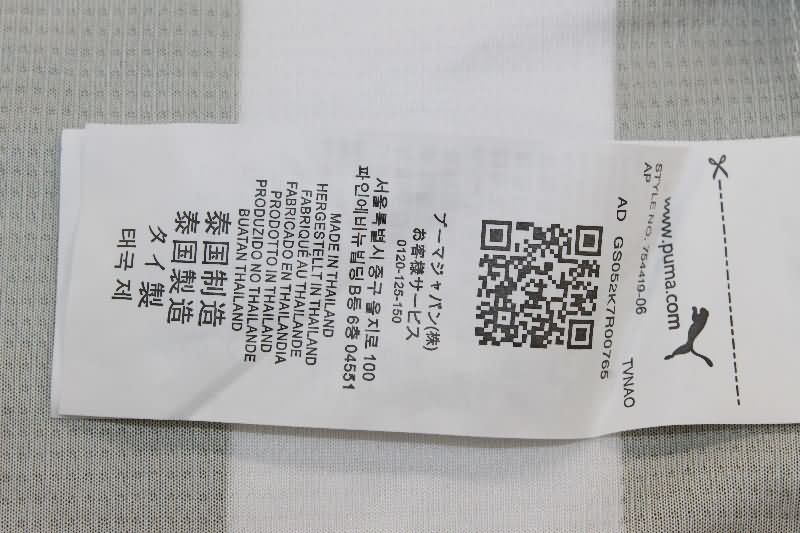 www.puma.com
STYLE NO. 754419-06
AP
TVNAO
AD GS052K7R00765
プーマジャパン(株)
お客様サービス
0120-125-150
서울특별시 중구 을지로 100
파인에비뉴빌딩 B동 6층 04551
MADE IN THAILAND
HERGESTELLT IN THAILAND
FABRIQUÉ AU THAILANDE
FABRICADO EN THAILANDIA
PRODOTTO IN THAILANDIA
PRODUZIDO NO THAILANDE
BUATAN THAILAND
泰国制造
泰国製造
タイ製
태국 제